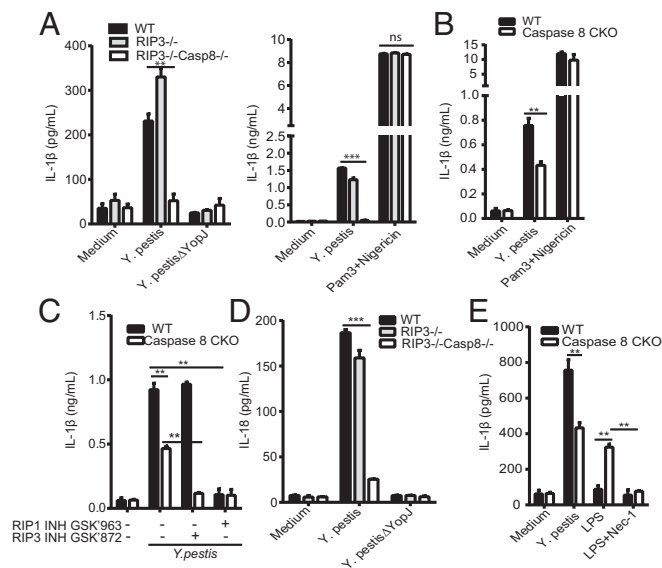 A
WT
RIP3-/-
RIP3-/-Casp8-/-
IL-1β (pg/mL)
400
300
200
100
0
**
Medium
Y. pestis
Y. pestisΔYopJ
IL-1β (ng/mL)
10
8
6
4
2
2.5
2.0
1.5
1.0
0.5
0.0
ns
***
Medium
Y. pestis
Pam3+Nigericin
B
WT
Caspase 8 CKO
IL-1β (ng/mL)
15
10
5
1.0
0.8
0.6
0.4
0.2
0.0
**
Medium
Y. pestis
Pam3+Nigericin
C
WT
Caspase 8 CKO
IL-1β (ng/mL)
1.5
1.0
0.5
0.0
**
**
**
RIP1 INH GSK'963 - - - +
RIP3 INH GSK'872 - - + -
Y.pestis
D
WT
RIP3-/-
RIP3-/-Casp8-/-
IL-18 (pg/mL)
200
150
100
50
0
***
Medium
Y. pestis
Y. pestisΔYopJ
E
WT
Caspase 8 CKO
IL-1β (pg/mL)
1000
800
600
400
200
0
**
**
**
Medium
Y. pestis
LPS
LPS+Nec-1